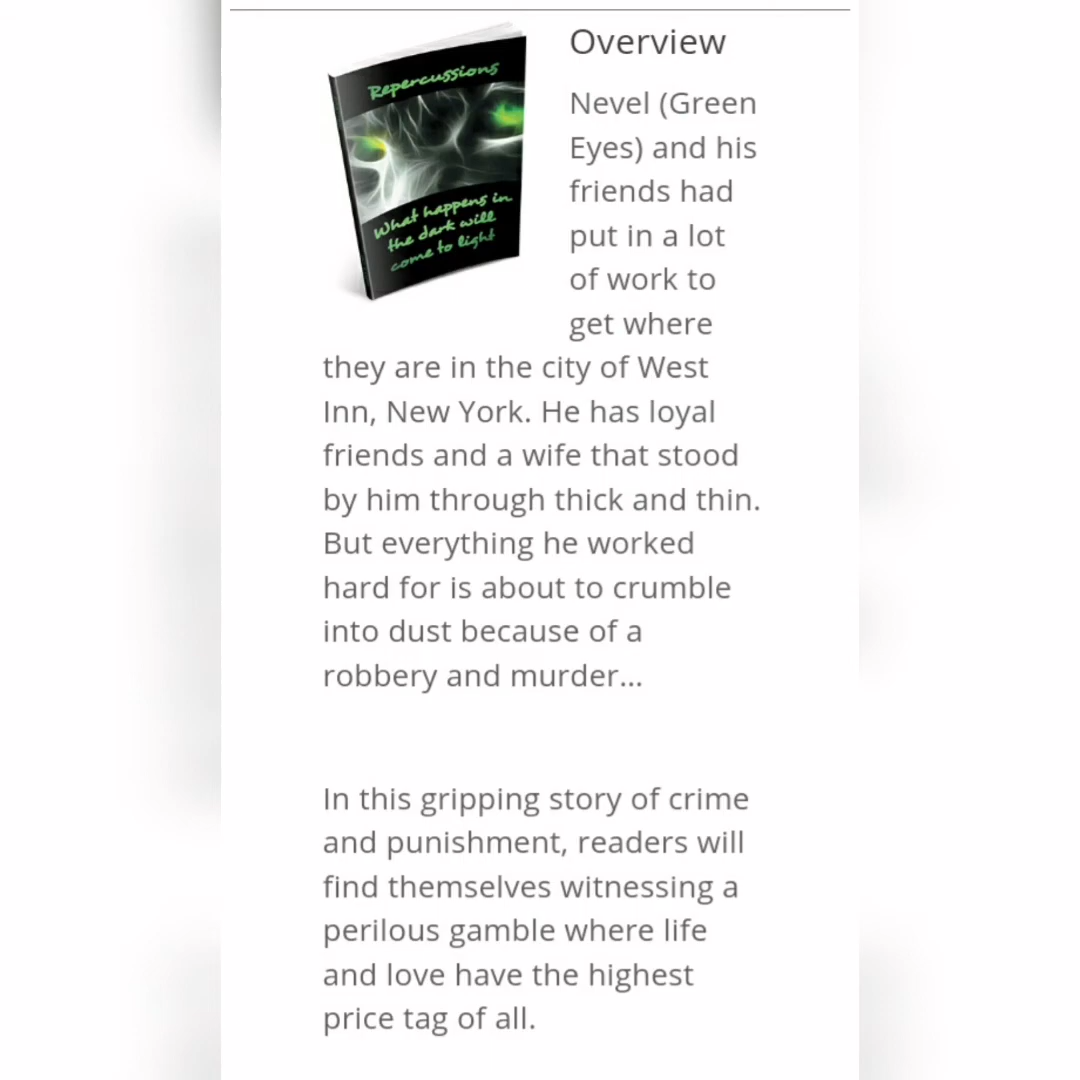 Repercussions
What happens in
the dark will
come to light
Overview
Nevel (Green
Eyes) and his
friends had
put in a lot
of work to
get where
they are in the city of West
Inn, New York. He has loyal
friends and a wife that stood
by him through thick and thin.
But everything he worked
hard for is about to crumble
into dust because of a
robbery and murder...
In this gripping story of crime
and punishment, readers will
find themselves witnessing a
perilous gamble where life
and love have the highest
price tag of all.